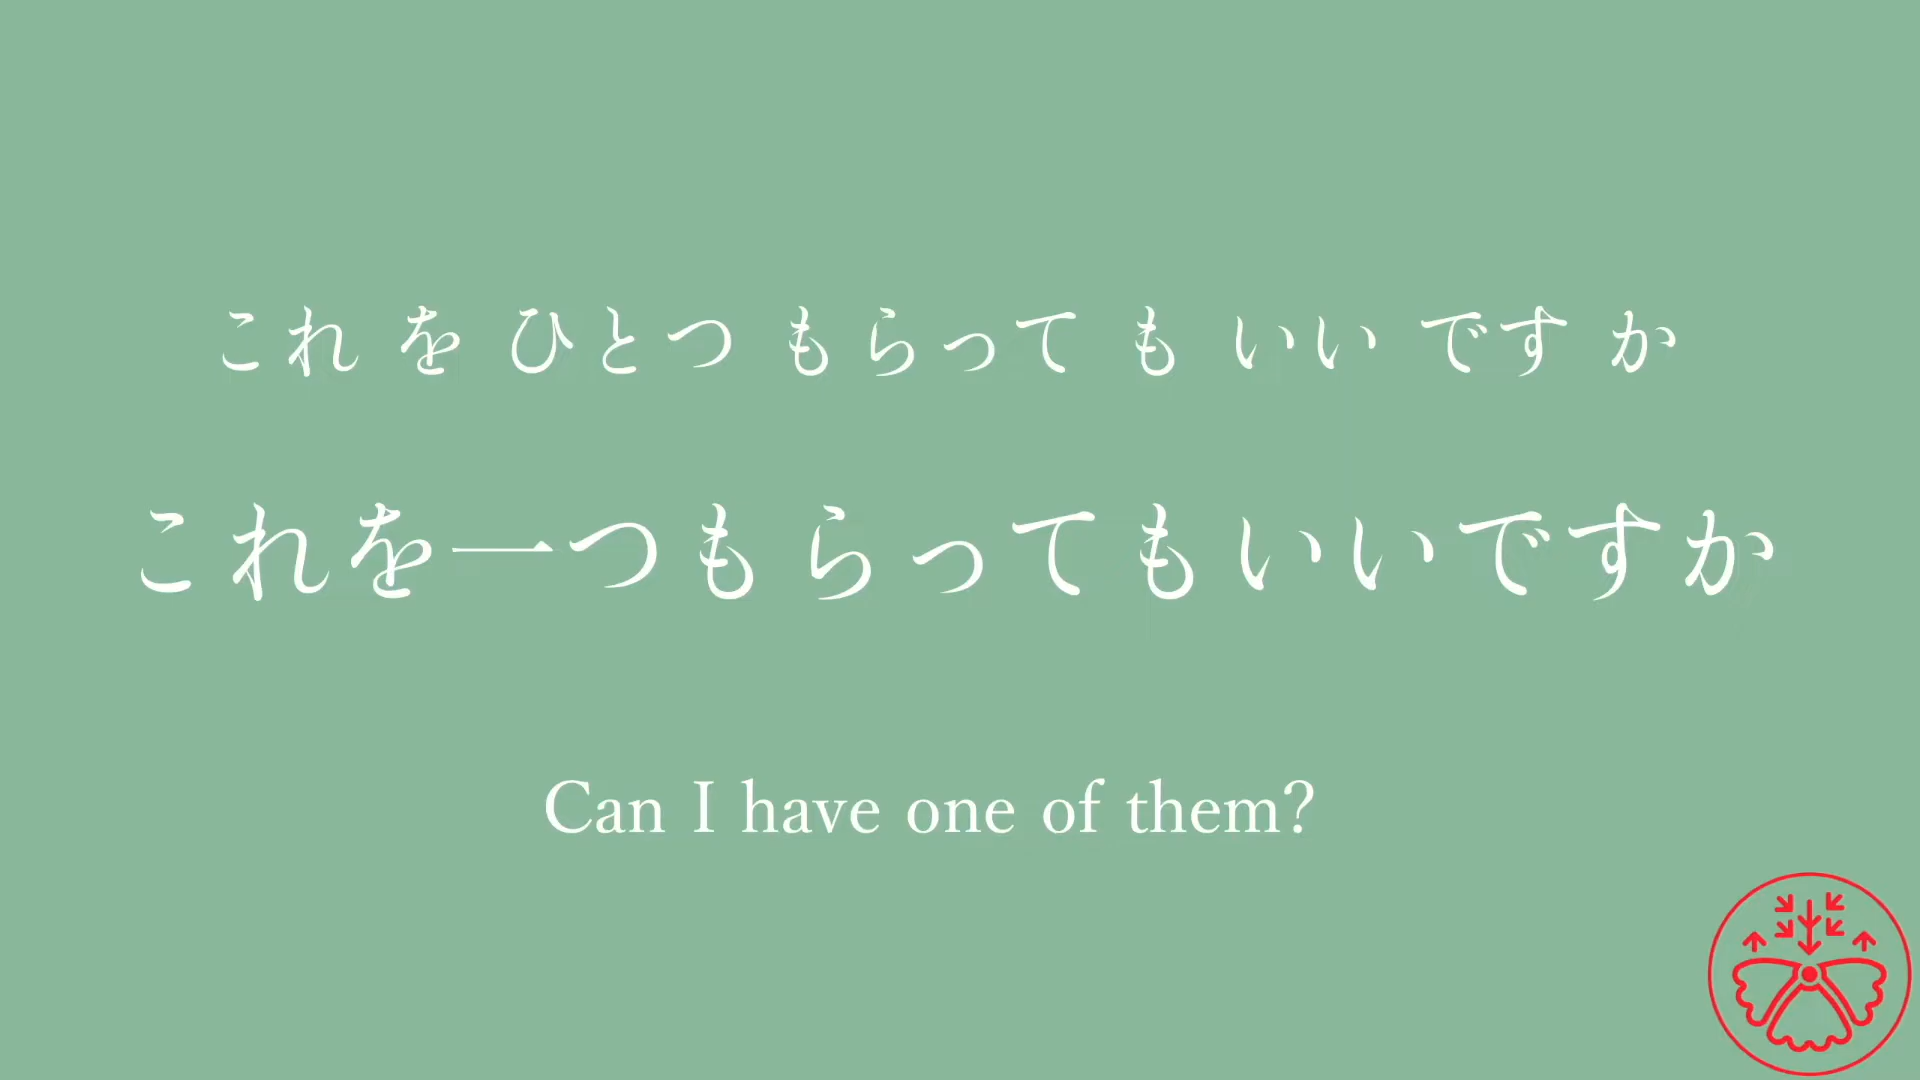 これ を ひとつ もらって も いい です か
これを一つもらってもいいですか
Can I have one of them?